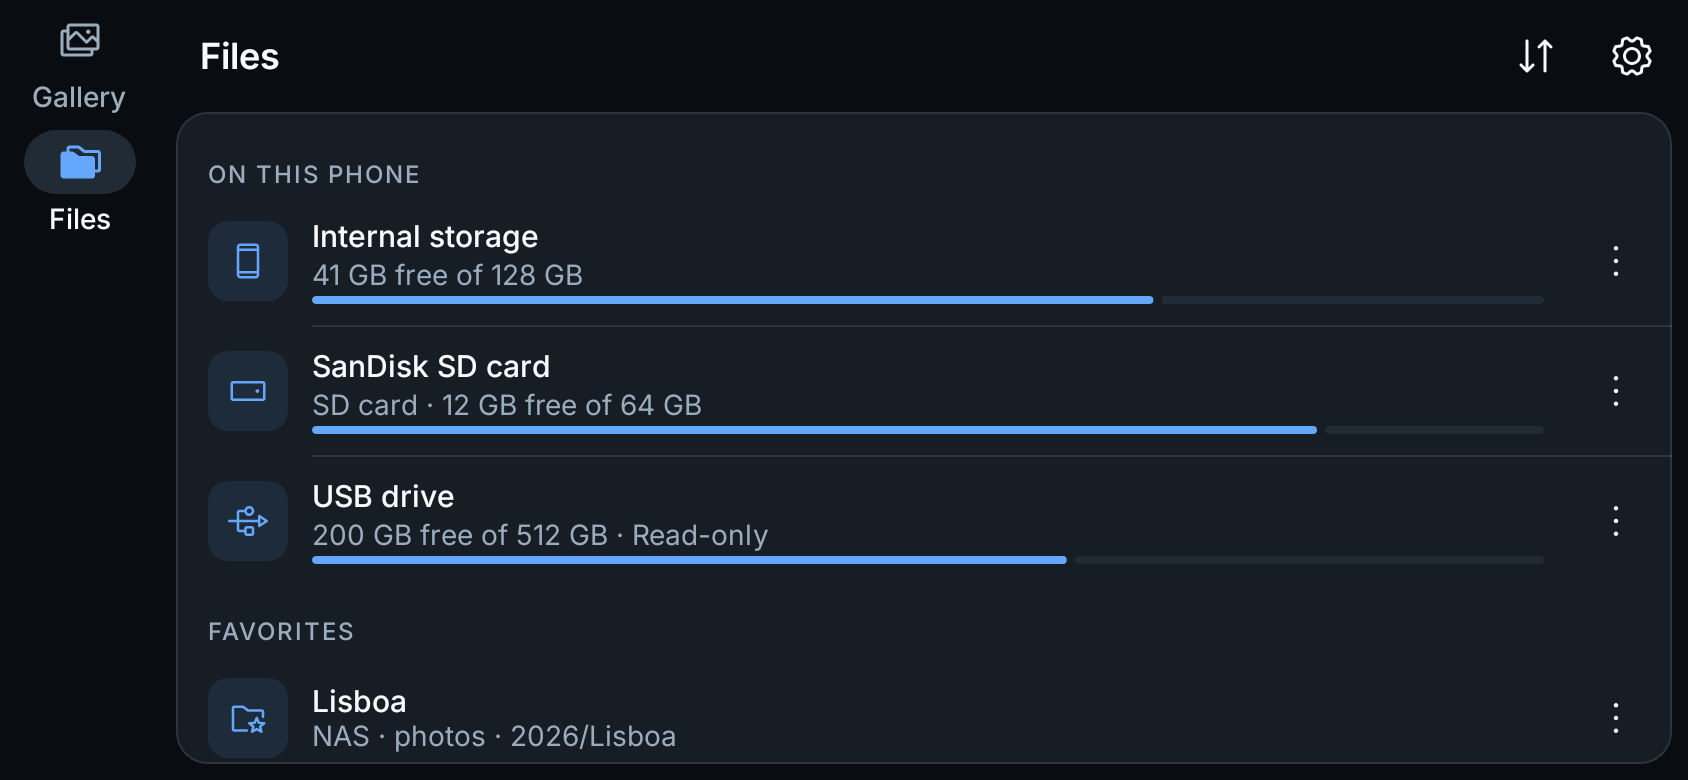 Gallery
Files
Files
ON THIS PHONE
Internal storage
41 GB free of 128 GB
SanDisk SD card
SD card · 12 GB free of 64 GB
USB drive
200 GB free of 512 GB · Read-only
FAVORITES
Lisboa
NAS · photos · 2026/Lisboa